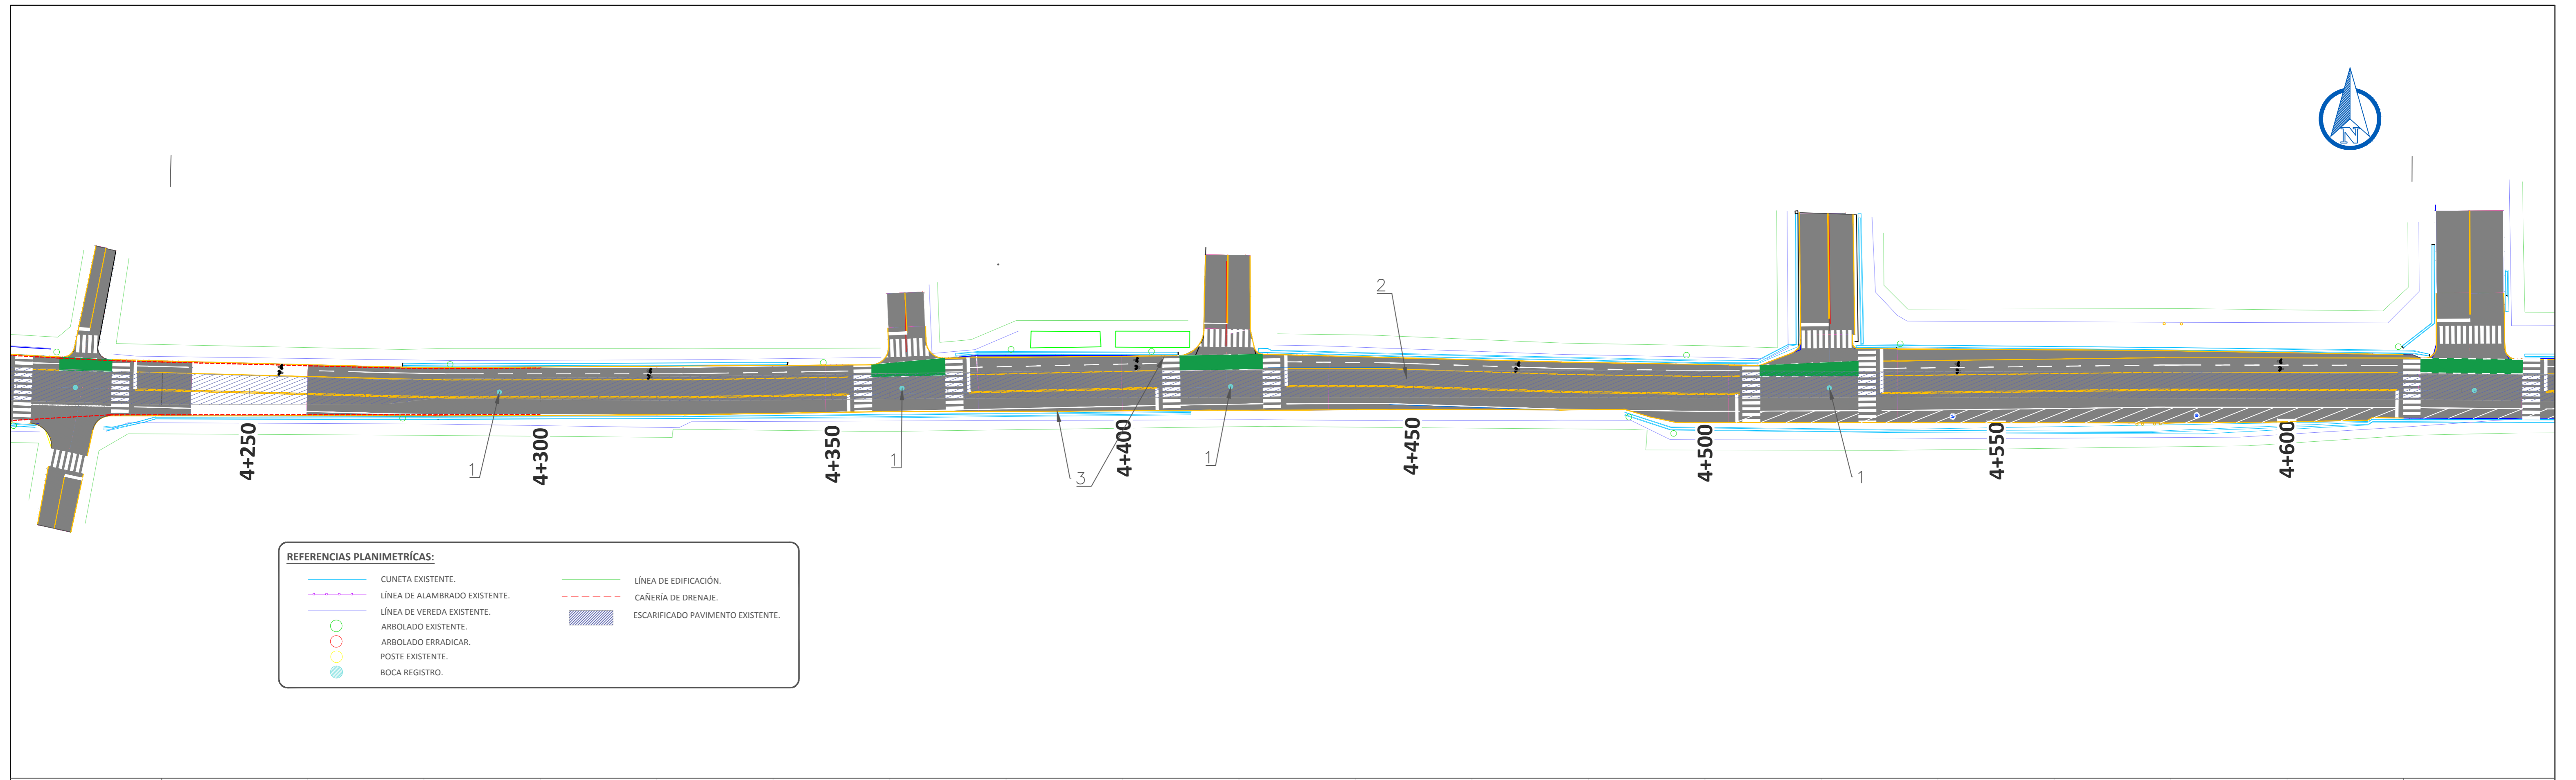 N
2
1
1
1
3
1
4+250
4+300
4+350
4+400
4+450
4+500
4+550
4+600
REFERENCIAS PLANIMETRÍCAS:
CUNETA EXISTENTE.
LÍNEA DE ALAMBRADO EXISTENTE.
LÍNEA DE VEREDA EXISTENTE.
ARBOLADO EXISTENTE.
ARBOLADO ERRADICAR.
POSTE EXISTENTE.
BOCA REGISTRO.
LÍNEA DE EDIFICACIÓN.
CAÑERÍA DE DRENAJE.
ESCARIFICADO PAVIMENTO EXISTENTE.